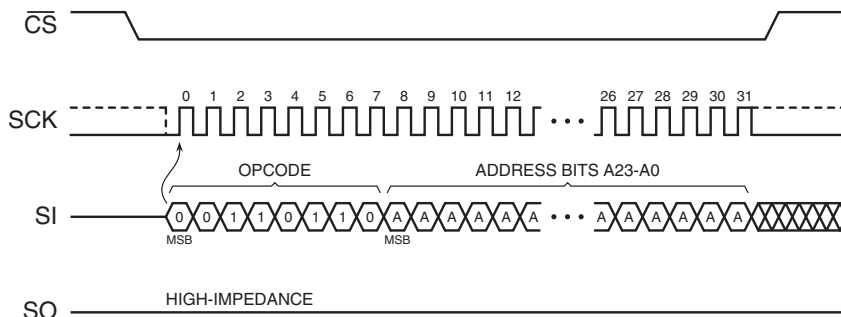 CS
0 1 2 3 4 5 6 7 8 9 10 11 12 26 27 28 29 30 31
SCK
OPCODE ADDRESS BITS A23-A0
SI 0 0 1 1 0 1 1 0 A A A A A A A A A A A A
MSB MSB
HIGH-IMPEDANCE
SO